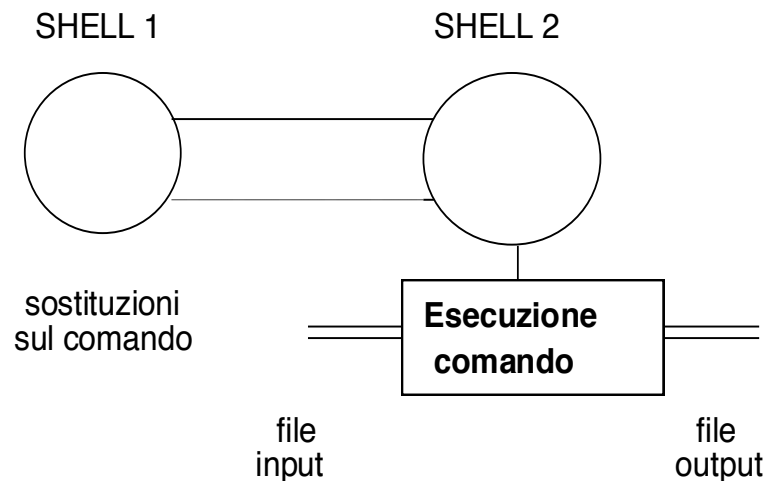 SHELL 1
SHELL 2
sostituzioni
sul comando
Esecuzione
comando
file
input
file
output